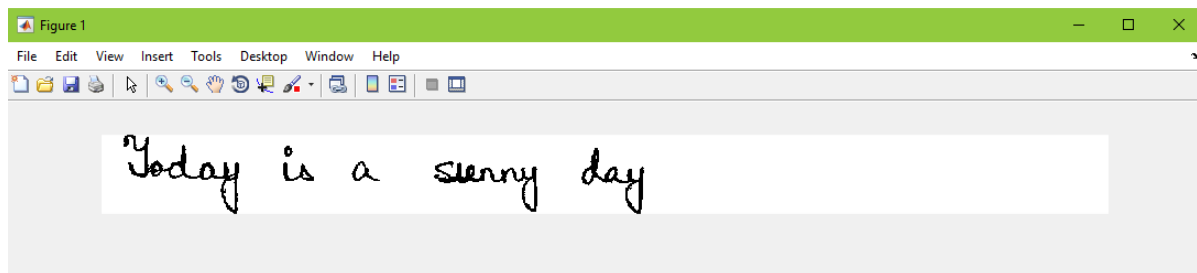 Figure 1
File Edit View Insert Tools Desktop Window Help
Today is a sunny day